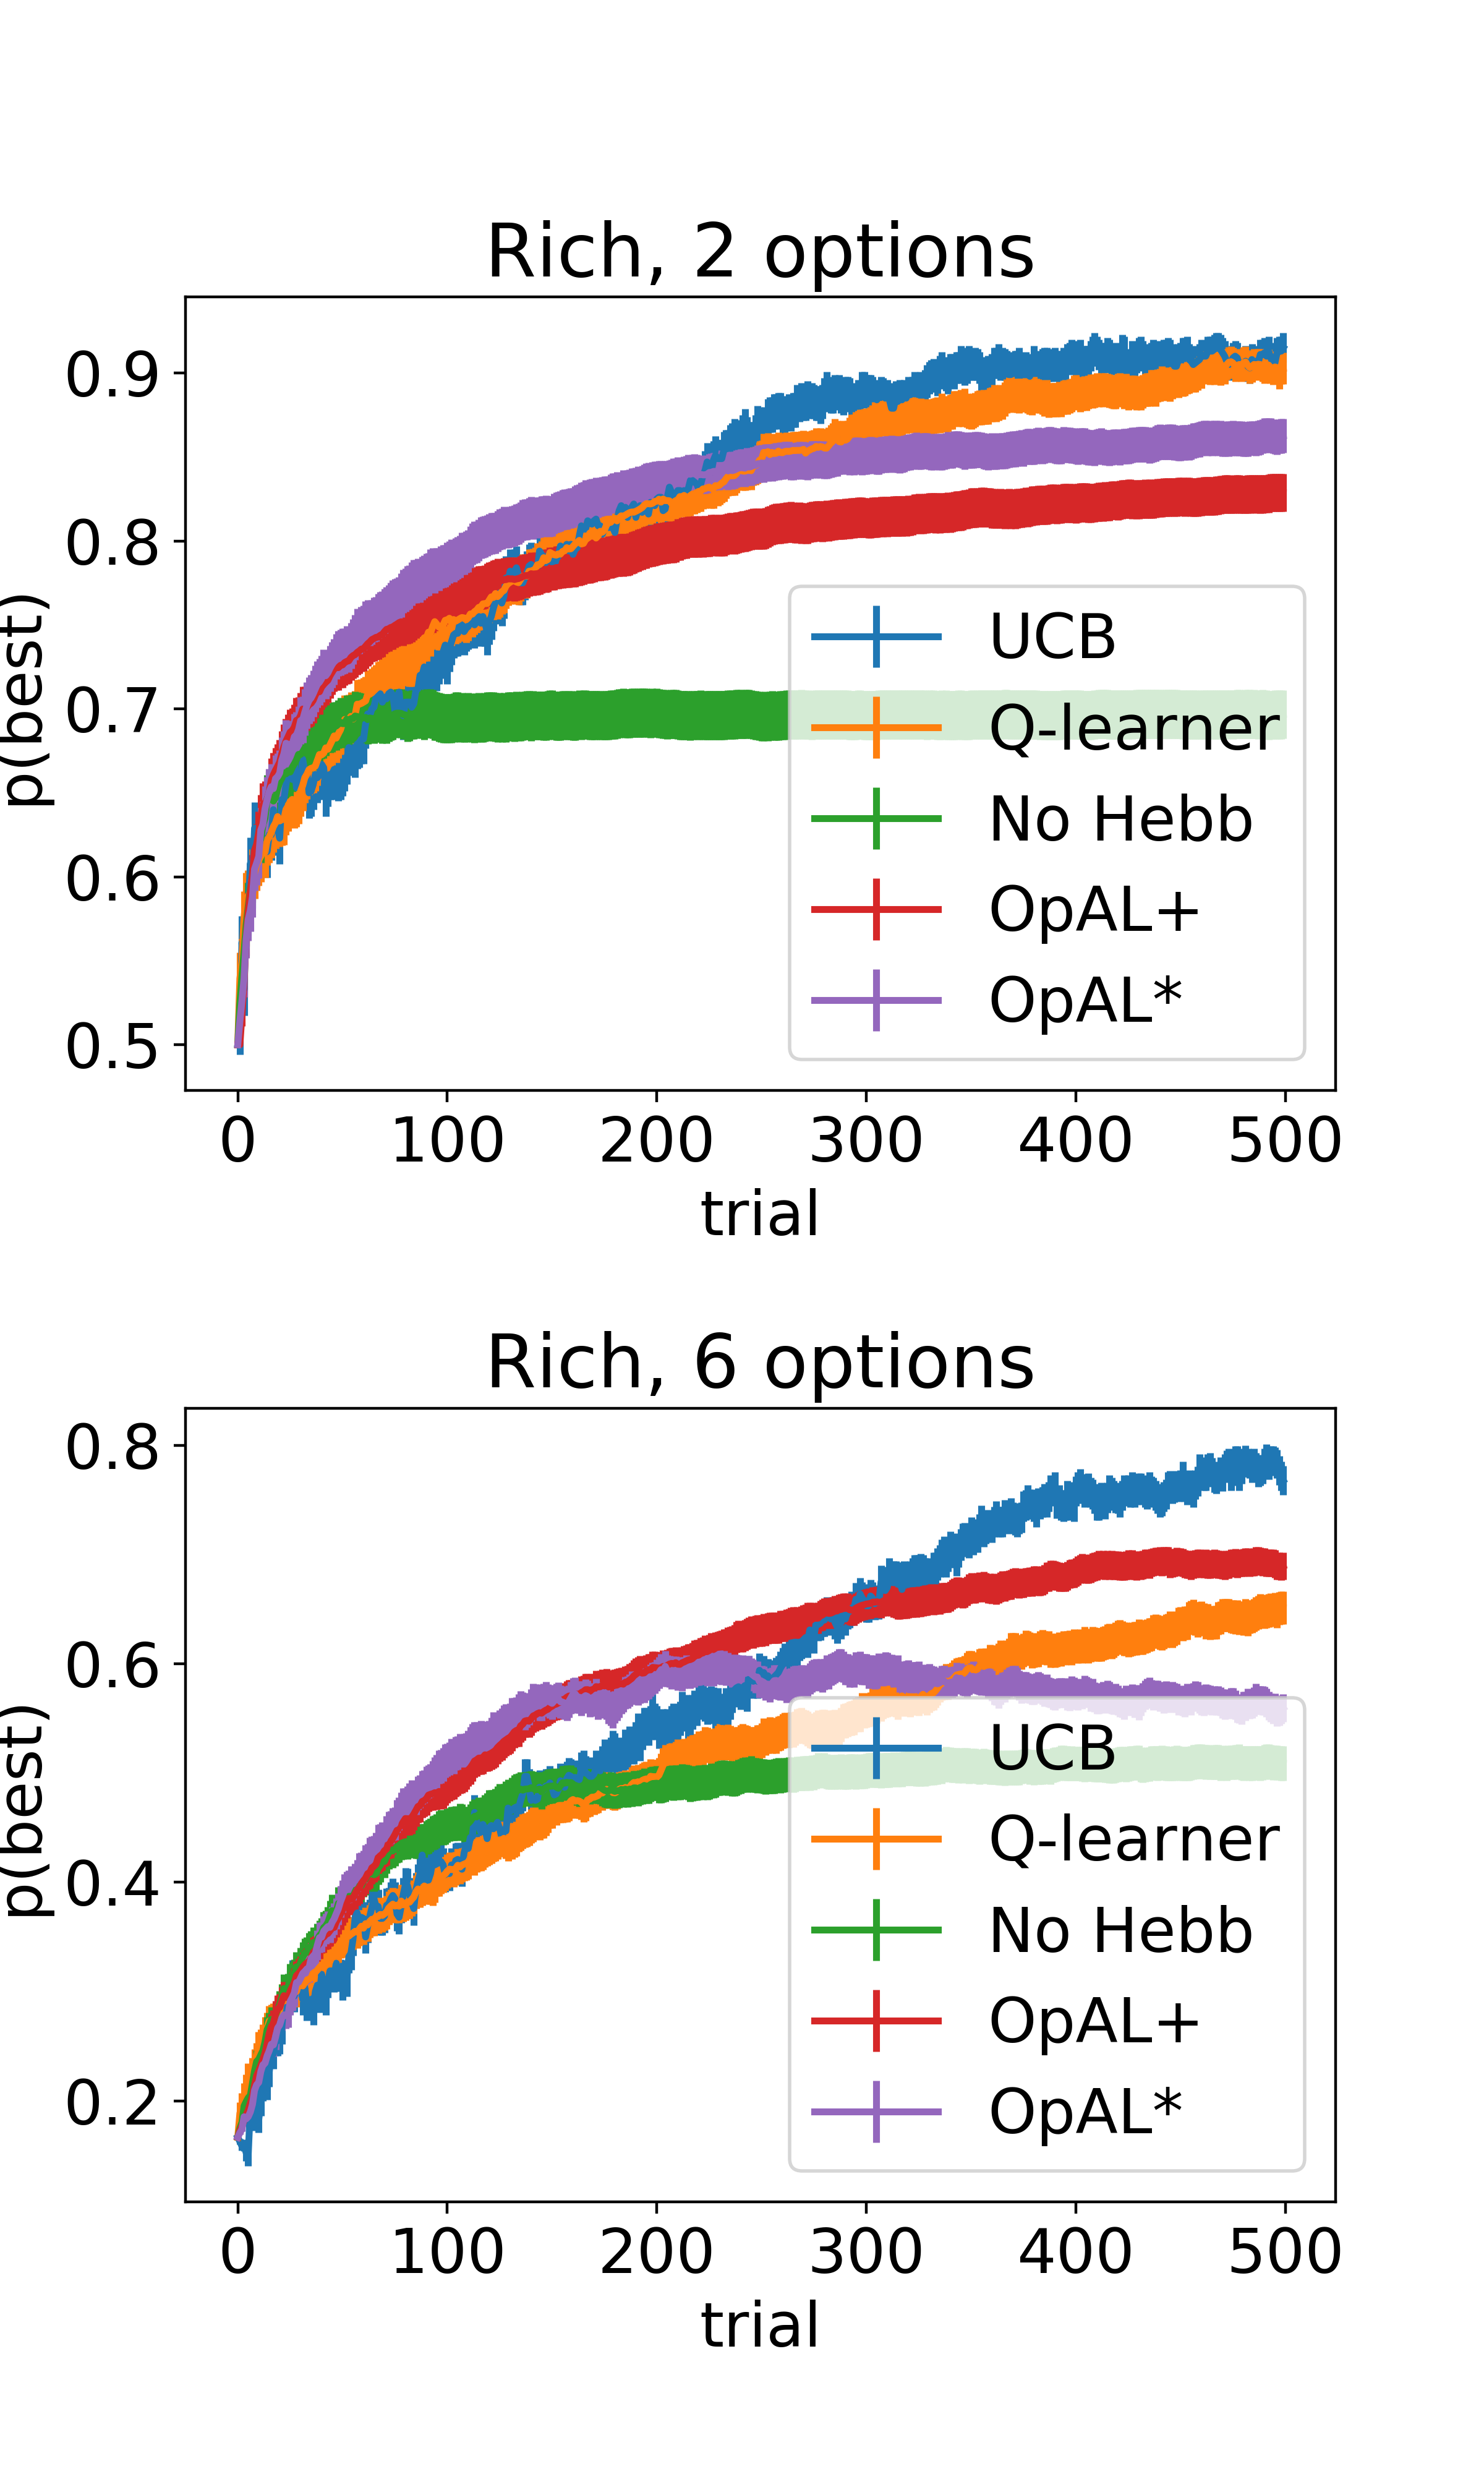 Rich, 2 options
0.9
0.8
0.7
0.6
0.5
p(best)
UCB
Q-learner
No Hebb
OpAL+
OpAL*
0 100 200 300 400 500
trial
Rich, 6 options
0.8
0.6
0.4
0.2
p(best)
UCB
Q-learner
No Hebb
OpAL+
OpAL*
0 100 200 300 400 500
trial